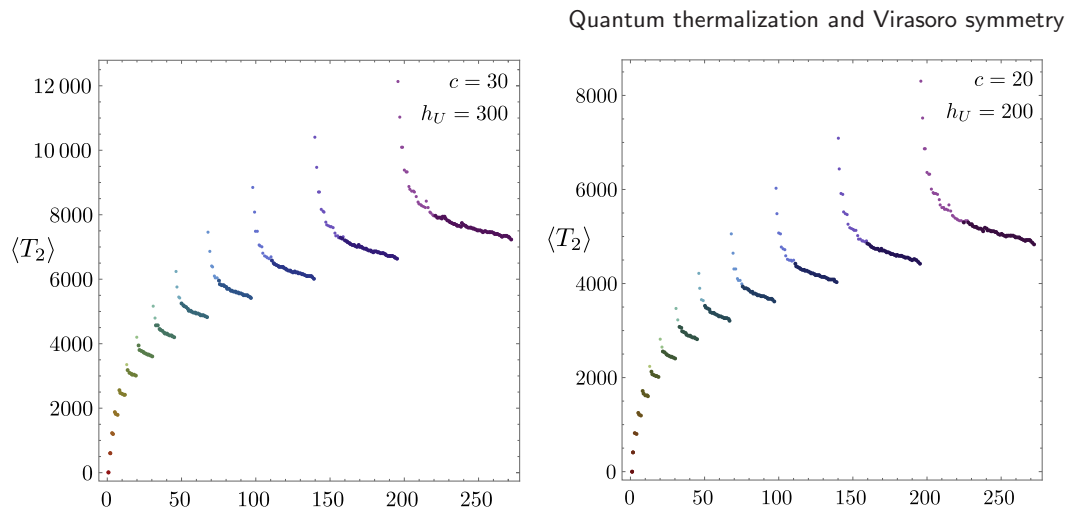 Quantum thermalization and Virasoro symmetry
c = 30
h_U = 300
12 000
10 000
8000
6000
4000
2000
0
⟨T_2⟩
0 50 100 150 200 250
c = 20
h_U = 200
8000
6000
4000
2000
0
⟨T_2⟩
0 50 100 150 200 250